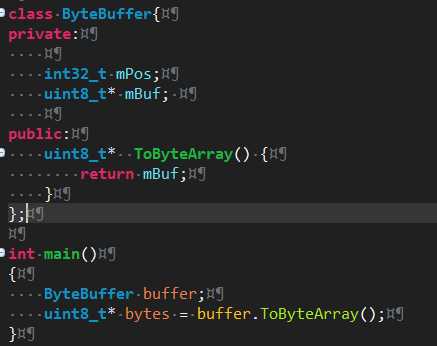 class ByteBuffer{¤¶
private:¤¶
····¤¶
····int32_t·mPos;¤¶
····uint8_t*·mBuf;·¤¶
····¤¶
public:¤¶
····uint8_t*··ToByteArray()·{¤¶
········return·mBuf;¤¶
····}¤¶
};¤¶
¤¶
int·main()¤¶
{¤¶
····ByteBuffer·buffer;¤¶
····uint8_t*·bytes·=·buffer.ToByteArray();¤¶
}¤¶